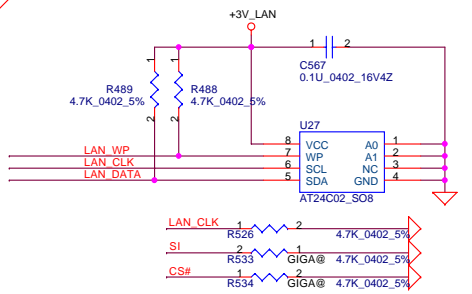 +3V_LAN
1 2
C567
0.1U_0402_16V4Z
1 1
R489 R488
4.7K_0402_5% 4.7K_0402_5%
2 2
U27
8 VCC A0 1
LAN_WP 7 WP A1 2
LAN_CLK 6 SCL NC 3
LAN_DATA 5 SDA GND 4
AT24C02_SO8
LAN_CLK 1 2
R526 4.7K_0402_5%
SI 2 1
R533 GIGA@ 4.7K_0402_5%
CS# 1 2
R534 GIGA@ 4.7K_0402_5%